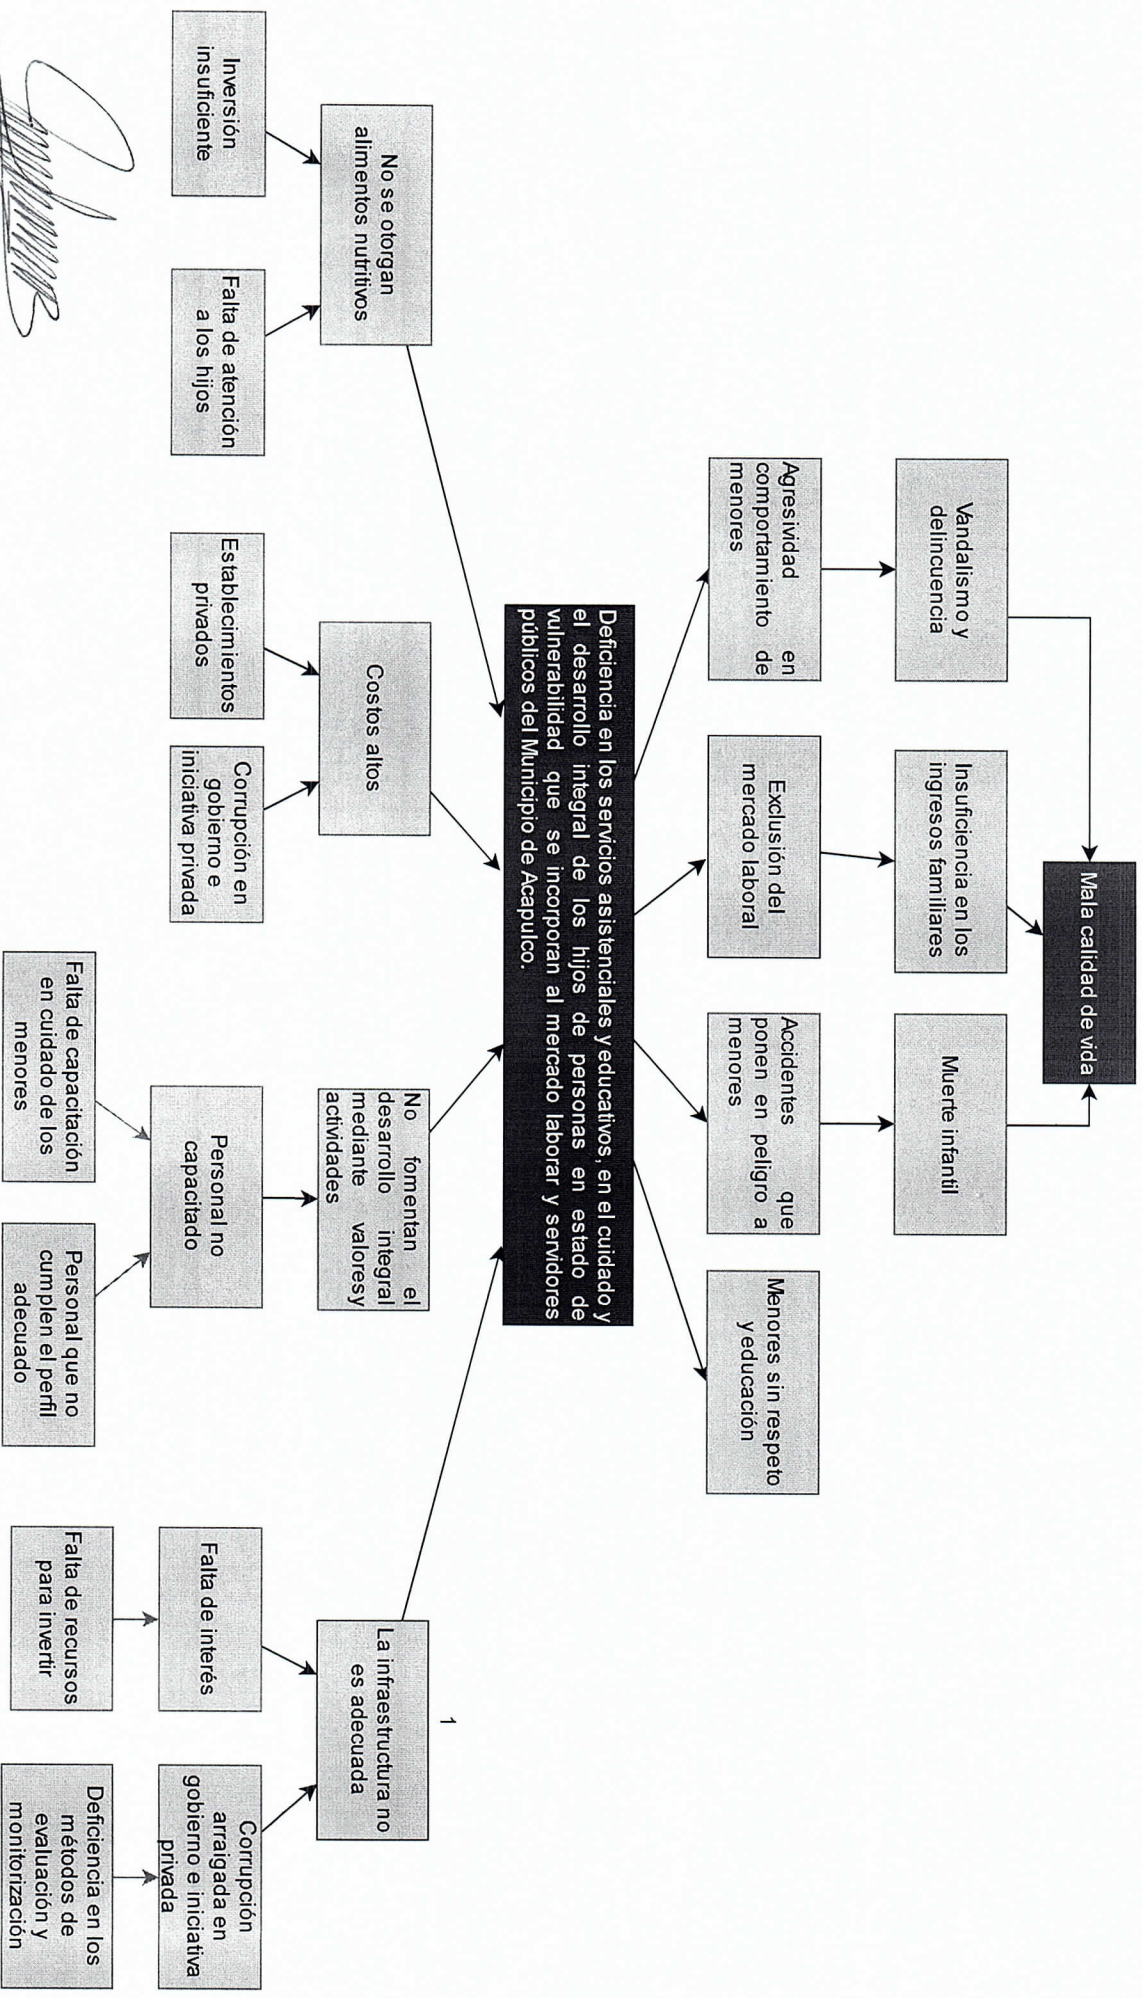 Mala calidad de vida
Vandalismo y
delincuencia
Insuficiencia en los
ingresos familiares
Muerte infantil
Agresividad en
comportamiento de
menores
Exclusión del
mercado laboral
Accidentes que
ponen en peligro a
menores
Menores sin respeto
y educación
Deficiencia en los servicios asistenciales y educativos, en el cuidado y
el desarrollo integral de los hijos de personas en estado de
vulnerabilidad que se incorporan al mercado laborar y servidores
públicos del Municipio de Acapulco.
1
No se otorgan
alimentos nutritivos
Costos altos
No fomentan el
desarrollo integral
mediante valores y
actividades
La infraestructura no
es adecuada
Inversión
insuficiente
Falta de atención
a los hijos
Establecimientos
privados
Corrupción en
gobierno e
iniciativa privada
Personal no
capacitado
Falta de interés
Corrupción
arraigada en
gobierno e iniciativa
privada
Falta de capacitación
en cuidado de los
menores
Personal que no
cumplen el perfil
adecuado
Falta de recursos
para invertir
Deficiencia en los
métodos de
evaluación y
monitorización